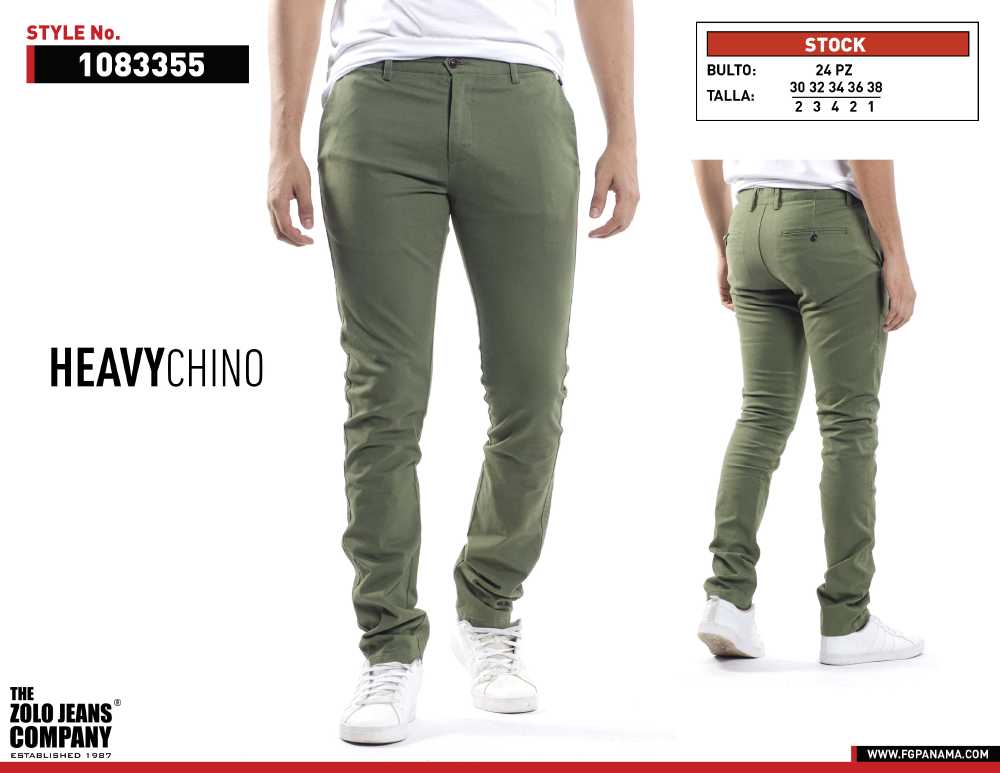 STYLE No.
1083355
STOCK
BULTO: 24 PZ
TALLA: 30 32 34 36 38
2 3 4 2 1
HEAVYCHINO
THE
ZOLO JEANS®
COMPANY
ESTABLISHED 1987
WWW.FGPANAMA.COM